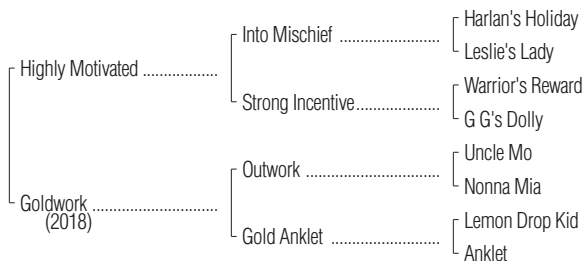 Harlan's Holiday
Into Mischief ....................
Leslie's Lady
Highly Motivated ..................
Warrior's Reward
Strong Incentive ................
G G's Dolly
Uncle Mo
Outwork ............................
Nonna Mia
Goldwork ..............................
(2018)
Lemon Drop Kid
Gold Anklet ......................
Anklet